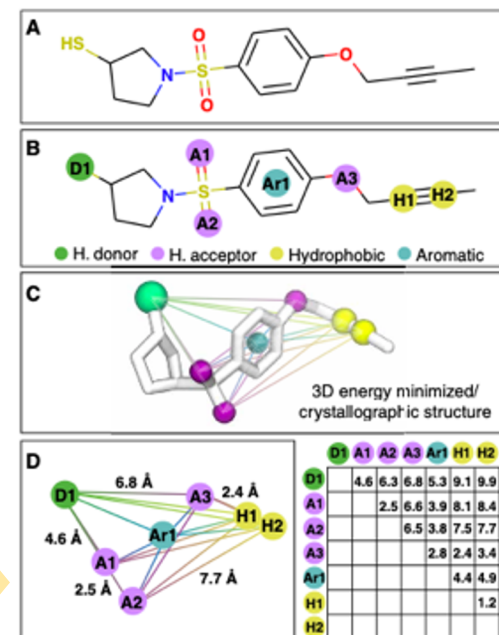 A
HS
O
N
S
O
O
B
D1
A1
N
S
A2
Ar1
A3
H1
H2
H. donor H. acceptor Hydrophobic Aromatic
C
3D energy minimized/
crystallographic structure
D
D1
6.8 Å
A3
2.4 Å
H1
H2
Ar1
4.6 Å
A1
2.5 Å
A2
7.7 Å
D1 A1 A2 A3 Ar1 H1 H2
D1 4.6 6.3 6.8 5.3 9.1 9.9
A1 2.5 6.6 3.9 8.1 8.4
A2 6.5 3.8 7.5 7.7
A3 2.8 2.4 3.4
Ar1 4.4 4.9
H1 1.2
H2